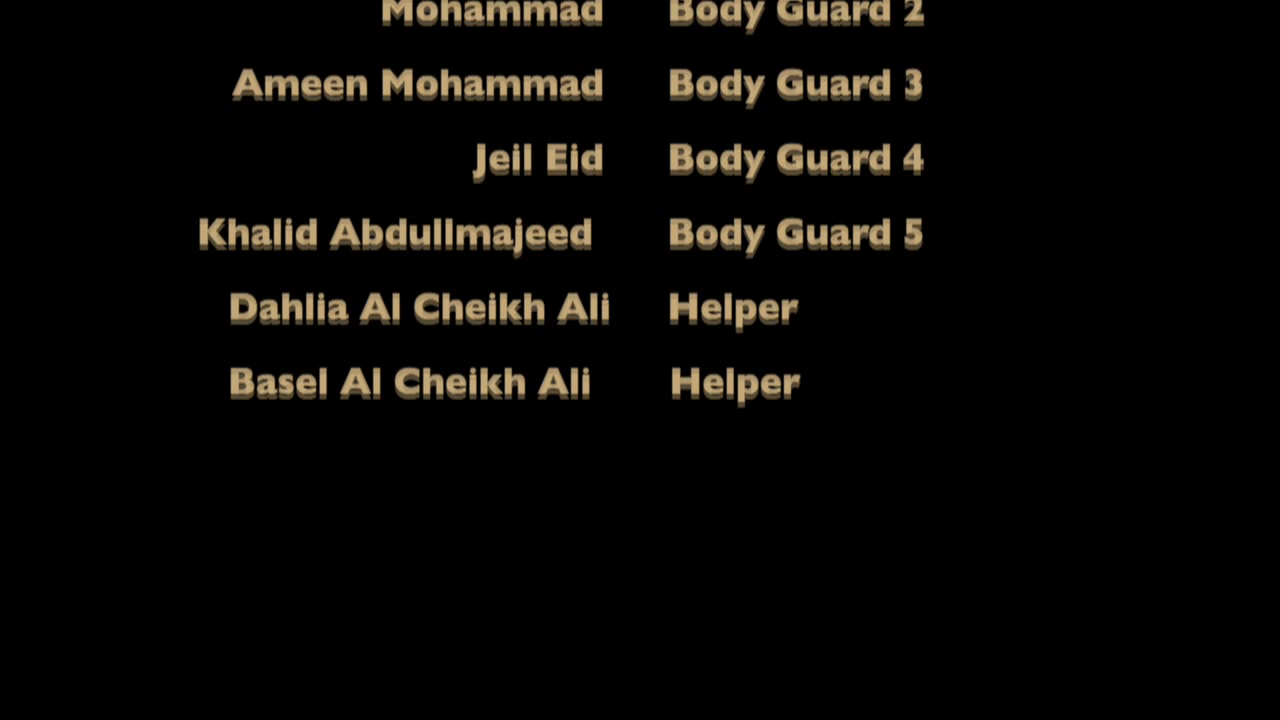 Mohammad Body Guard 2
Ameen Mohammad Body Guard 3
Jeil Eid Body Guard 4
Khalid Abdullmajeed Body Guard 5
Dahlia Al Cheikh Ali Helper
Basel Al Cheikh Ali Helper